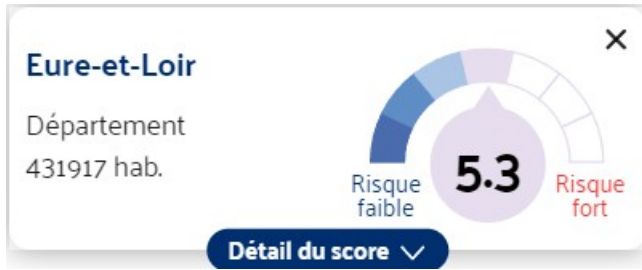 Eure-et-Loir
Département
431917 hab.
Risque
faible
5.3
Risque
fort
Détail du score